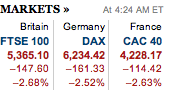 MARKETS » At 4:24 AM ET
Britain Germany France
FTSE 100 DAX CAC 40
5,365.10 6,234.42 4,228.17
−147.60 −161.33 −114.42
−2.68% −2.52% −2.63%